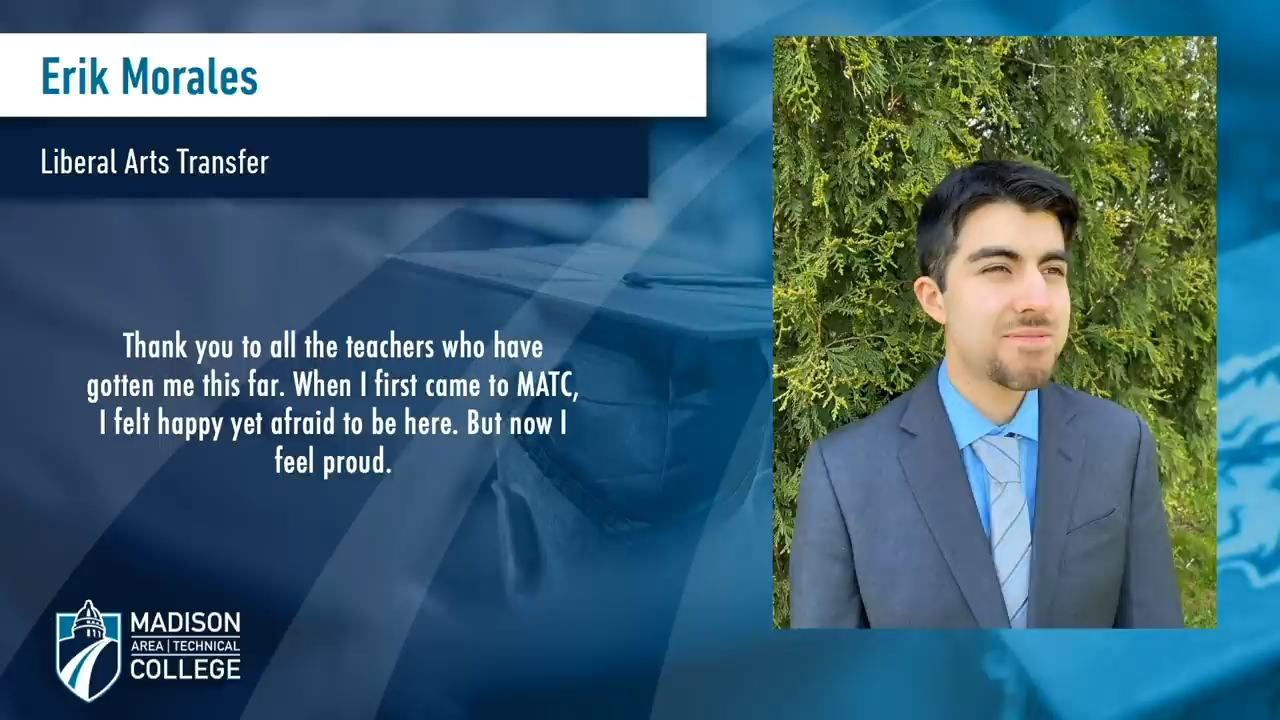 Erik Morales
Liberal Arts Transfer
Thank you to all the teachers who have
gotten me this far. When I first came to MATC,
I felt happy yet afraid to be here. But now I
feel proud.
MADISON
AREA | TECHNICAL
COLLEGE